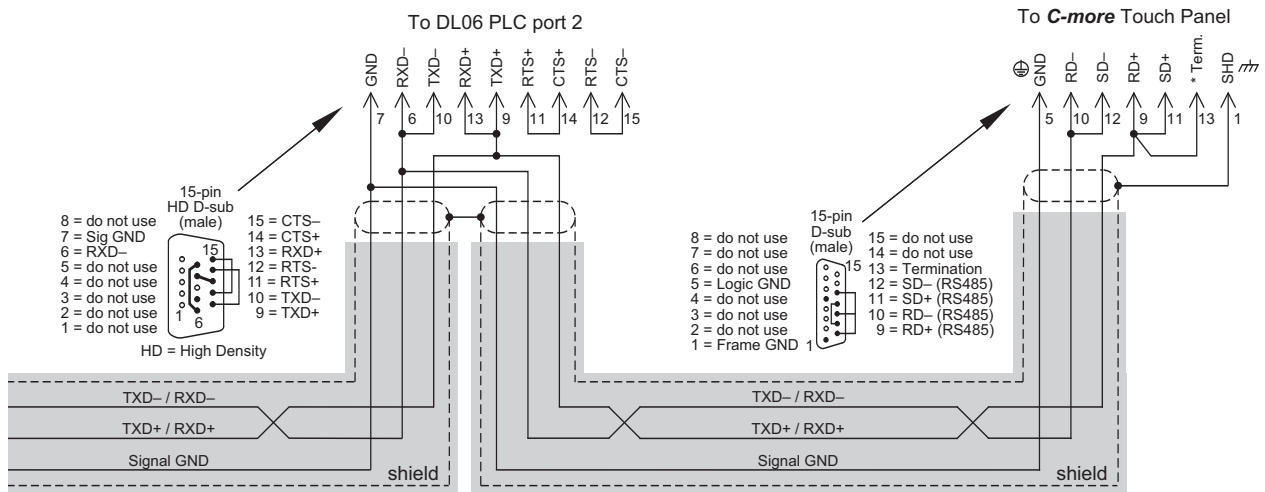 To DL06 PLC port 2
To C-more Touch Panel
GND
RXD–
TXD–
RXD+
TXD+
RTS+
CTS+
RTS–
CTS–
7 6 10 13 9 11 14 12 15
GND
RD–
SD–
RD+
SD+
* Term.
SHD
5 10 12 9 11 13 1
15-pin
HD D-sub
(male)
8 = do not use
7 = Sig GND
6 = RXD–
5 = do not use
4 = do not use
3 = do not use
2 = do not use
1 = do not use
15
1
6
15 = CTS–
14 = CTS+
13 = RXD+
12 = RTS-
11 = RTS+
10 = TXD–
9 = TXD+
HD = High Density
15-pin
D-sub
(male)
8 = do not use
7 = do not use
6 = do not use
5 = Logic GND
4 = do not use
3 = do not use
2 = do not use
1 = Frame GND
15
1
15 = do not use
14 = do not use
13 = Termination
12 = SD– (RS485)
11 = SD+ (RS485)
10 = RD– (RS485)
9 = RD+ (RS485)
TXD– / RXD–
TXD+ / RXD+
Signal GND
shield
TXD– / RXD–
TXD+ / RXD+
Signal GND
shield